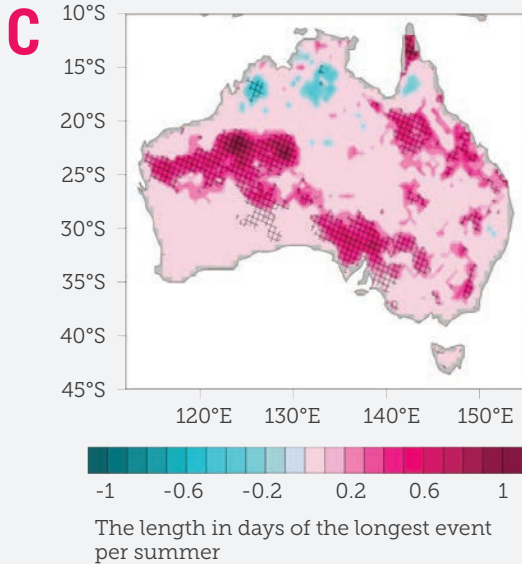 C
10°S
15°S
20°S
25°S
30°S
35°S
40°S
45°S
120°E 130°E 140°E 150°E
-1 -0.6 -0.2 0.2 0.6 1
The length in days of the longest event
per summer